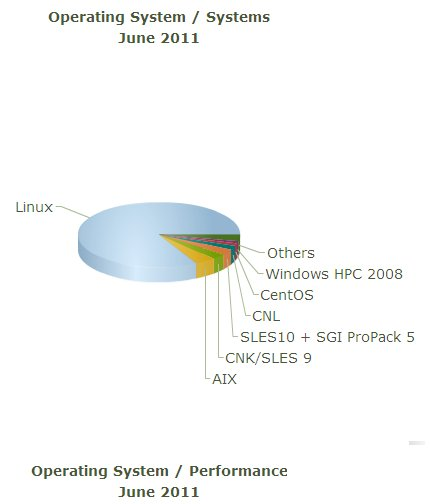 Operating System / Systems
June 2011
Linux
Others
Windows HPC 2008
CentOS
CNL
SLES10 + SGI ProPack 5
CNK/SLES 9
AIX
Operating System / Performance
June 2011